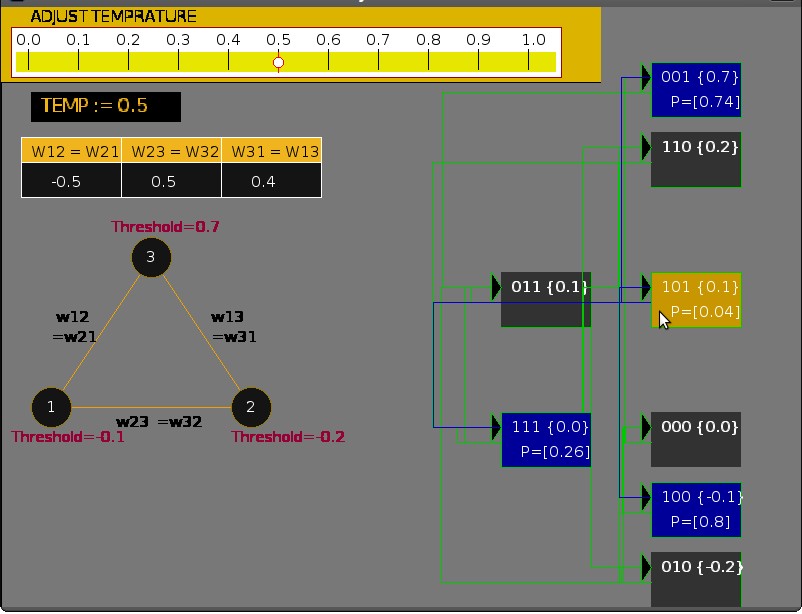 ADJUST TEMPRATURE
0.0 0.1 0.2 0.3 0.4 0.5 0.6 0.7 0.8 0.9 1.0
TEMP := 0.5
W12 = W21 W23 = W32 W31 = W13
-0.5 0.5 0.4
Threshold=0.7
3
w12
=w21
w13
=w31
1
2
w23 =w32
Threshold=-0.1
Threshold=-0.2
001 {0.7}
P=[0.74]
110 {0.2}
011 {0.1}
101 {0.1}
P=[0.04]
111 {0.0}
P=[0.26]
000 {0.0}
100 {-0.1}
P=[0.8]
010 {-0.2}